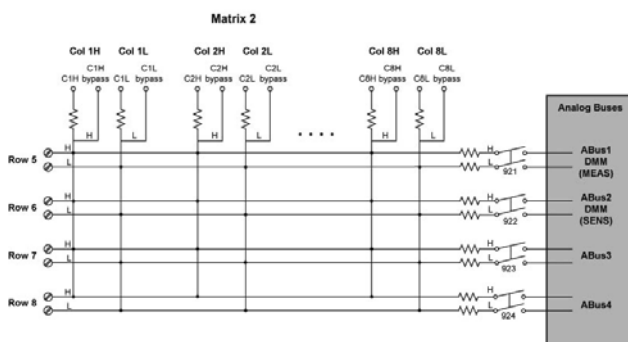 Matrix 2
Col 1H Col 1L Col 2H Col 2L Col 8H Col 8L
C1H C1L C2H C2L C8H C8L
C1H bypass C1L bypass C2H bypass C2L bypass C8H bypass C8L bypass
H L H L H L
Analog Buses
Row 5 H L H L 921 ABus1
DMM
(MEAS)
Row 6 H L H L 922 ABus2
DMM
(SENS)
Row 7 H L H L 923 ABus3
Row 8 H L H L 924 ABus4